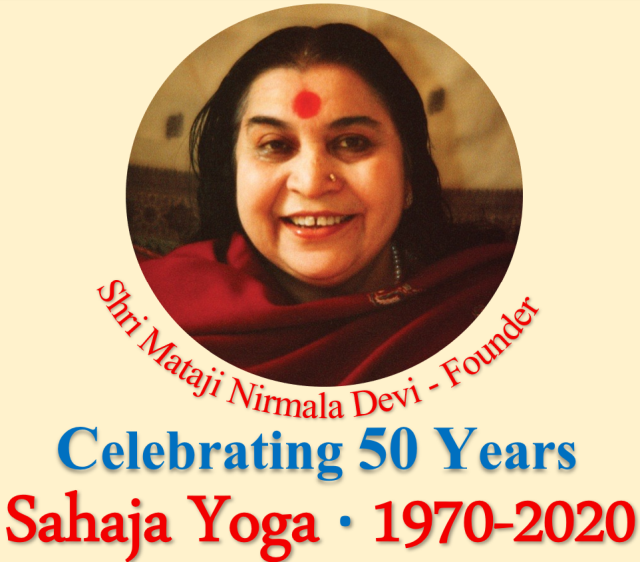 Shri Mataji Nirmala Devi - Founder
Celebrating 50 Years
Sahaja Yoga · 1970-2020